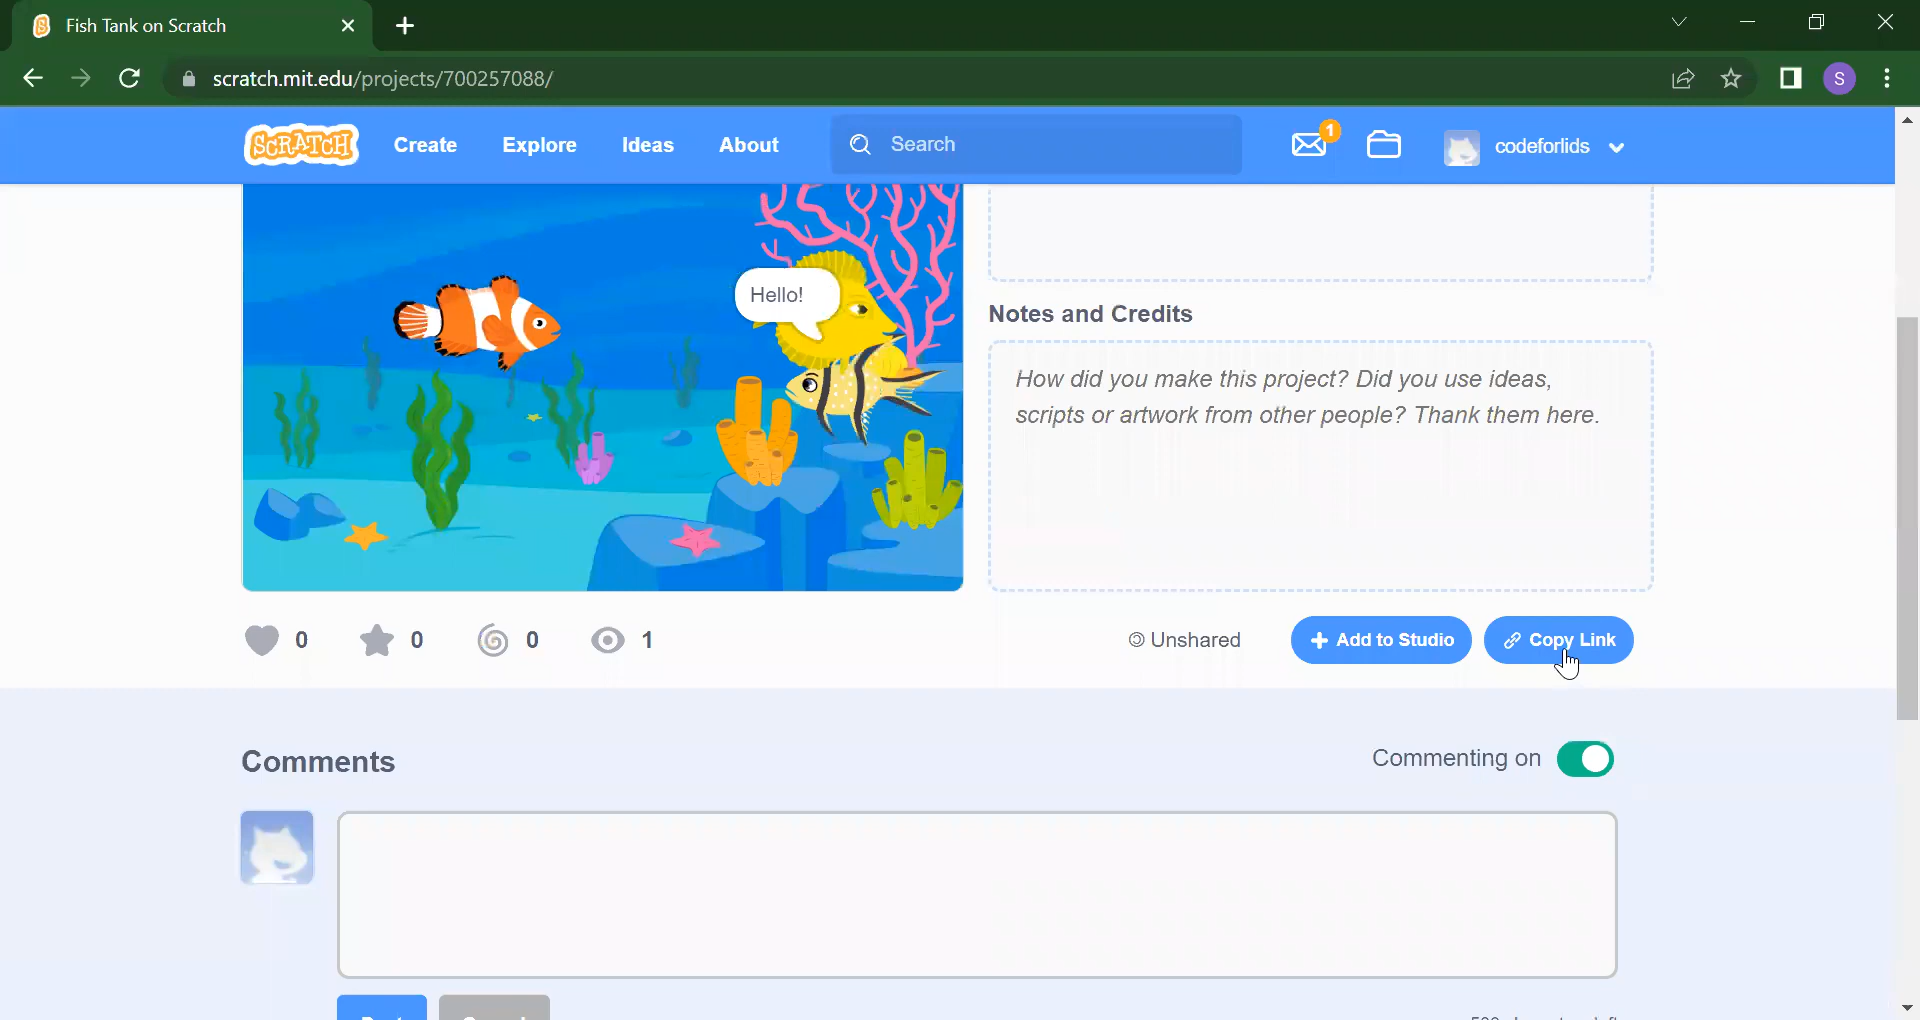 Fish Tank on Scratch
scratch.mit.edu/projects/700257088/
S
SCRATCH
Create
Explore
Ideas
About
Search
1
codeforlids
Hello!
Notes and Credits
How did you make this project? Did you use ideas,
scripts or artwork from other people? Thank them here.
0
0
0
1
Unshared
+ Add to Studio
Copy Link
Comments
Commenting on